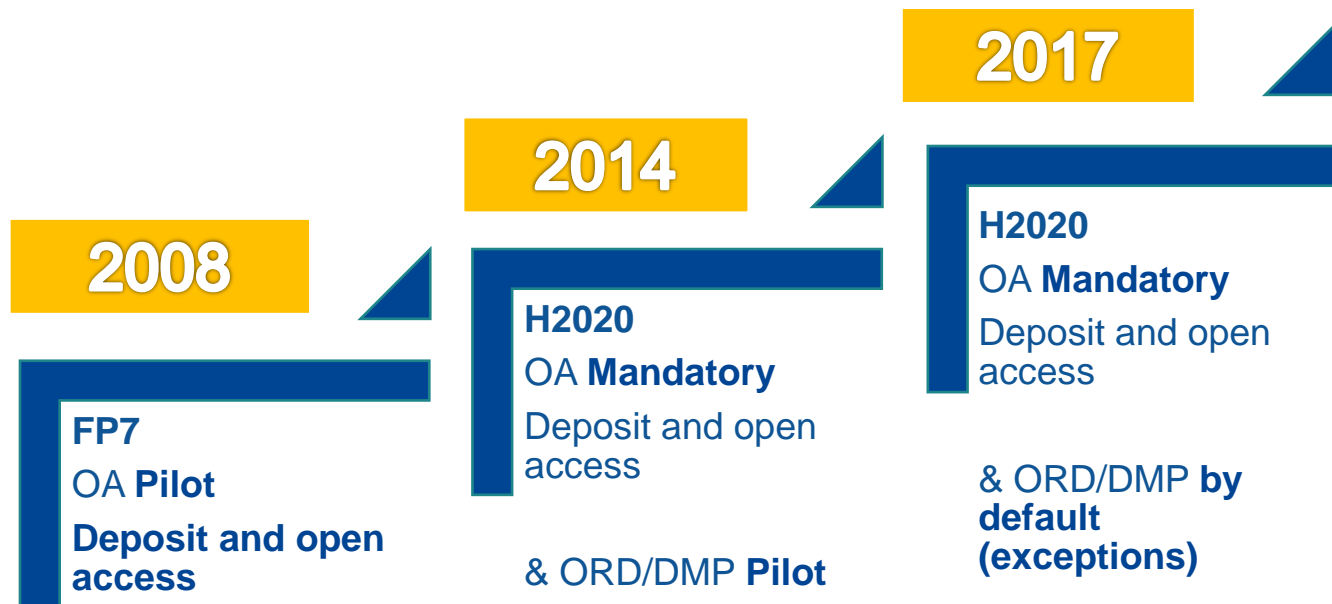 2008
FP7
OA Pilot
Deposit and open
access
2014
H2020
OA Mandatory
Deposit and open
access
& ORD/DMP Pilot
2017
H2020
OA Mandatory
Deposit and open
access
& ORD/DMP by
default
(exceptions)